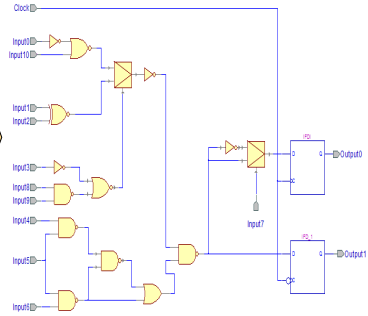 Clock
Input0
Input10
Input1
Input2
Input3
Input8
Input9
Input4
Input5
Input6
Input7
D
Q
Output0
D
Q
Output1